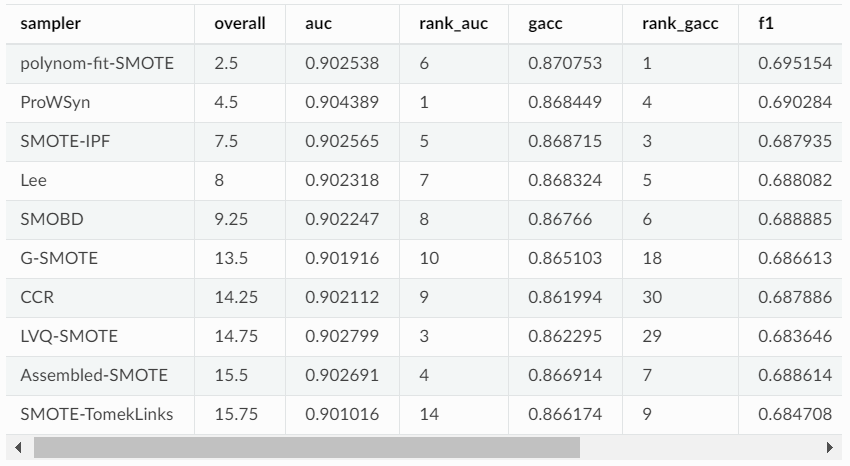 sampler overall auc rank_auc gacc rank_gacc f1
polynom-fit-SMOTE 2.5 0.902538 6 0.870753 1 0.695154
ProWSyn 4.5 0.904389 1 0.868449 4 0.690284
SMOTE-IPF 7.5 0.902565 5 0.868715 3 0.687935
Lee 8 0.902318 7 0.868324 5 0.688082
SMOBD 9.25 0.902247 8 0.86766 6 0.688885
G-SMOTE 13.5 0.901916 10 0.865103 18 0.686613
CCR 14.25 0.902112 9 0.861994 30 0.687886
LVQ-SMOTE 14.75 0.902799 3 0.862295 29 0.683646
Assembled-SMOTE 15.5 0.902691 4 0.866914 7 0.688614
SMOTE-TomekLinks 15.75 0.901016 14 0.866174 9 0.684708